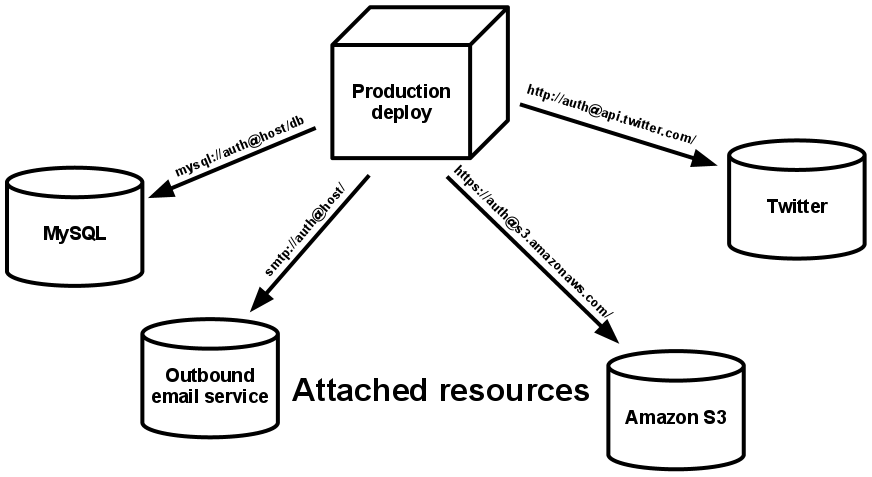 Production
deploy
mysql://auth@host/db
http://auth@api.twitter.com/
smtp://auth@host/
https://auth@s3.amazonaws.com/
MySQL
Twitter
Outbound
email service
Attached resources
Amazon S3